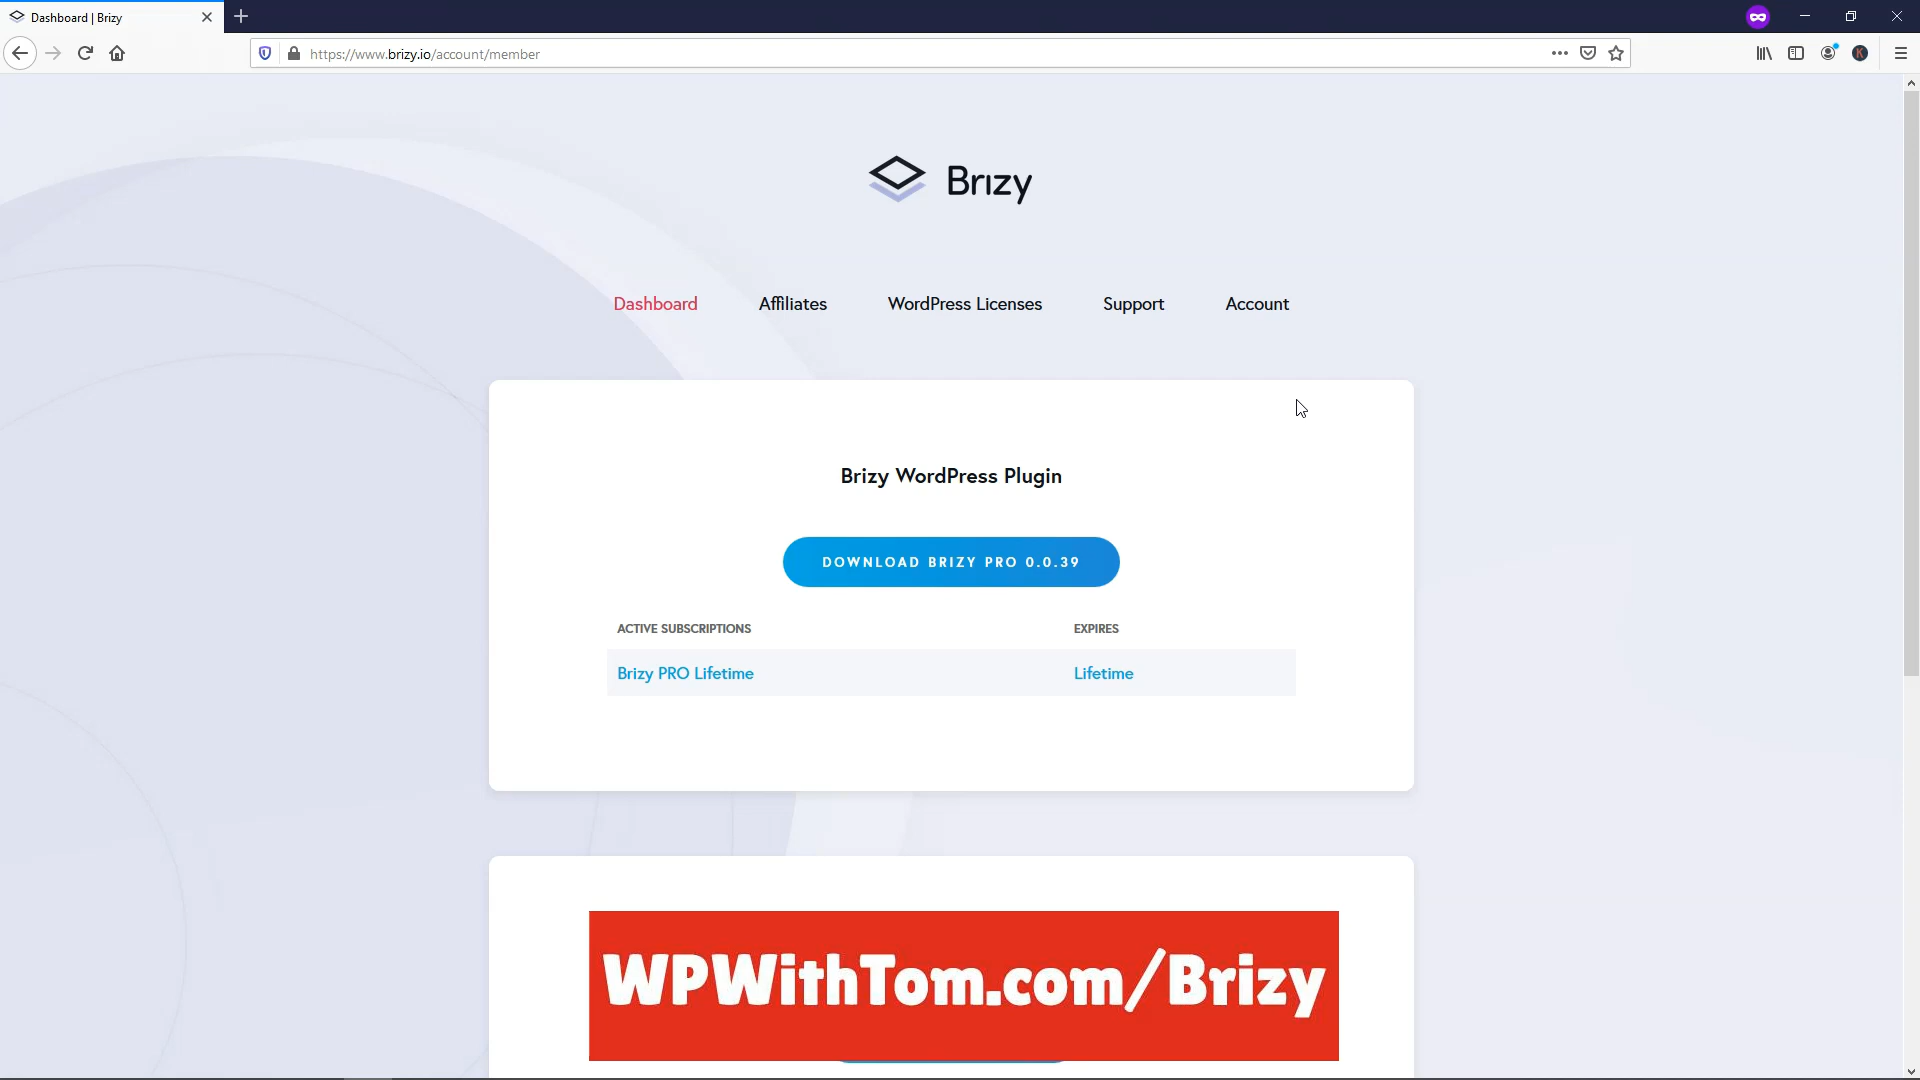 Dashboard | Brizy
https://www.brizy.io/account/member
K
Brizy
Dashboard
Affiliates
WordPress Licenses
Support
Account
Brizy WordPress Plugin
DOWNLOAD BRIZY PRO 0.0.39
ACTIVE SUBSCRIPTIONS
EXPIRES
Brizy PRO Lifetime
Lifetime
WPWithTom.com/Brizy